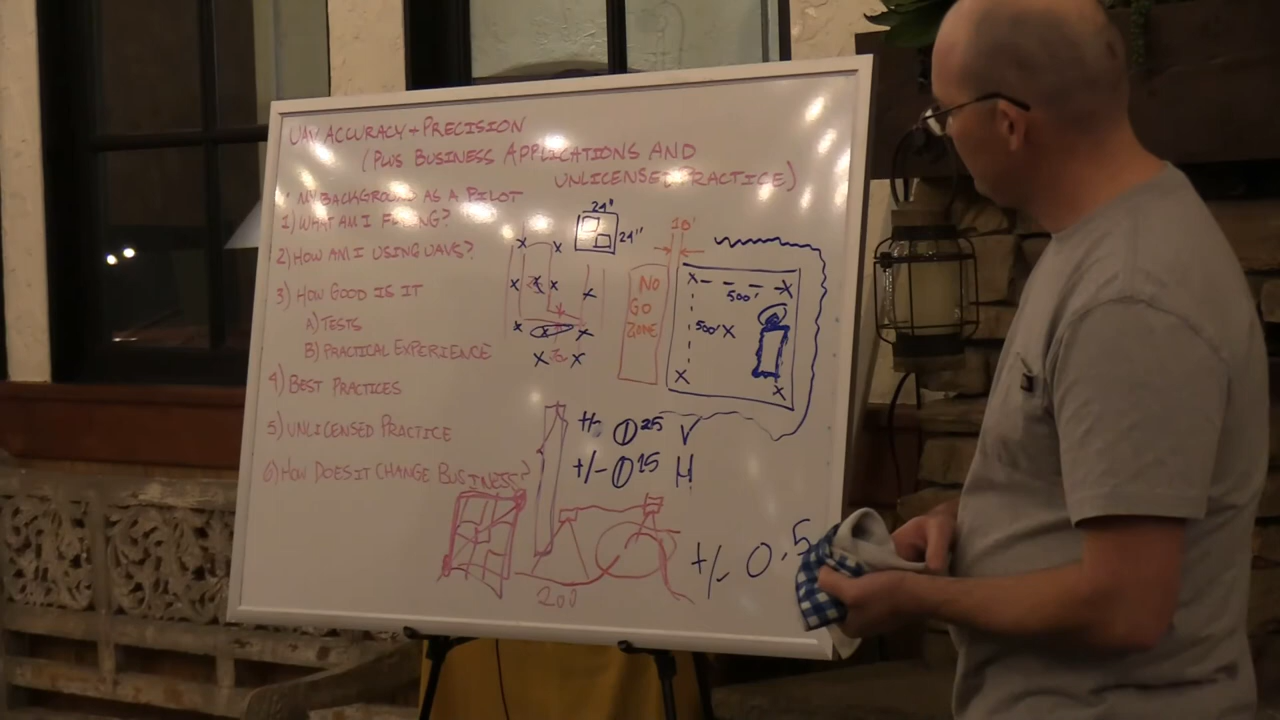 UAV ACCURACY + PRECISION
(PLUS BUSINESS APPLICATIONS AND
UNLICENSED PRACTICE)
• MY BACKGROUND AS A PILOT
1) WHAT AM I FLYING?
2) HOW AM I USING UAVS?
3) HOW GOOD IS IT
A) TESTS
B) PRACTICAL EXPERIENCE
4) BEST PRACTICES
5) UNLICENSED PRACTICE
6) HOW DOES IT CHANGE BUSINESS?
24"
24"
10'
NO
GO
ZONE
500'
500'
+/- 0.25 V
+/- 0.15 H
+/- 0.5
200